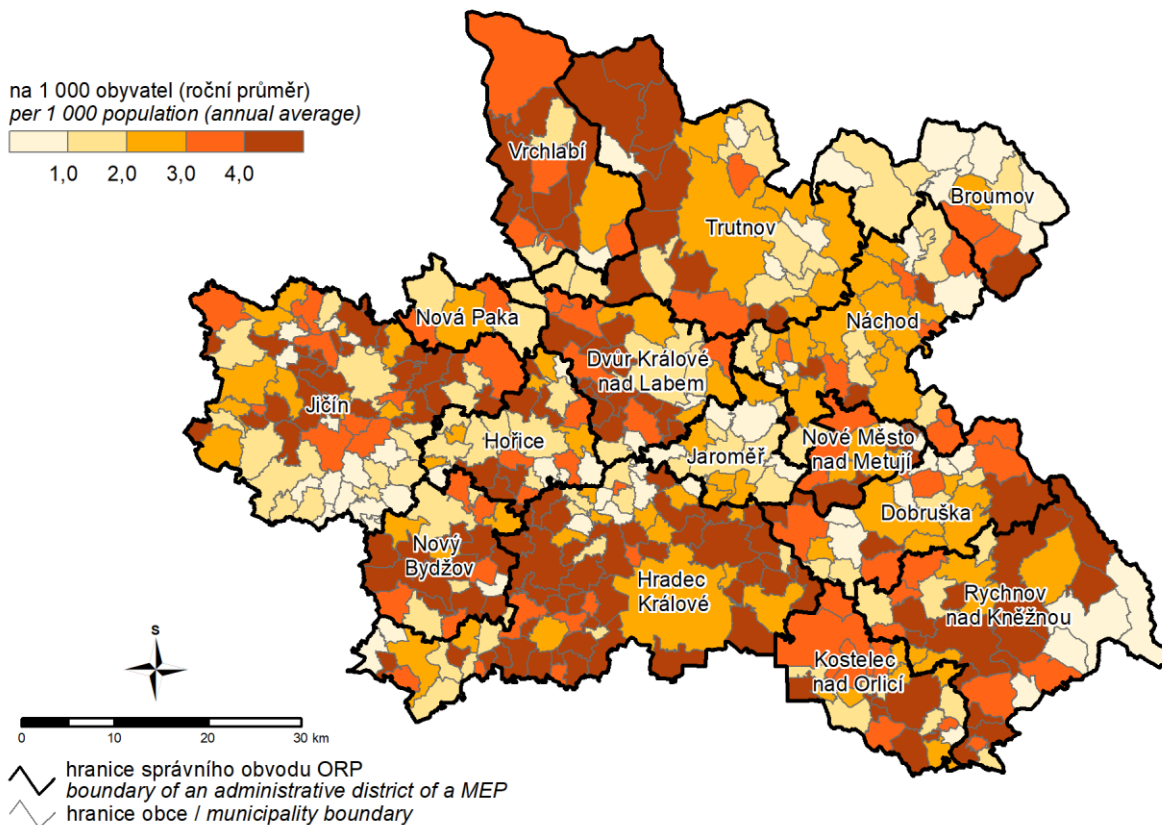 na 1 000 obyvatel (roční průměr)
per 1 000 population (annual average)
1,0 2,0 3,0 4,0
Vrchlabí
Broumov
Trutnov
Nová Paka
Náchod
Dvůr Králové
nad Labem
Jičín
Hořice
Jaroměř
Nové Město
nad Metují
Dobruška
Nový
Bydžov
Hradec
Králové
Rychnov
nad Kněžnou
Kostelec
nad Orlicí
S
0 10 20 30 km
hranice správního obvodu ORP
boundary of an administrative district of a MEP
hranice obce / municipality boundary